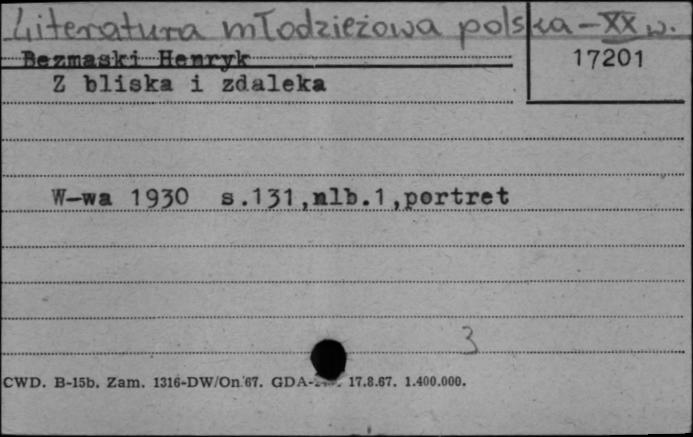 Literatura młodzieżowa polska – XX w.
Bezmaski Henryk
17201
Z bliska i zdaleka
W-wa 1930 s.131,nlb.1,portret
3
CWD. B-15b. Zam. 1316-DW/On 67. GDA- 17.8.67. 1.400.000.